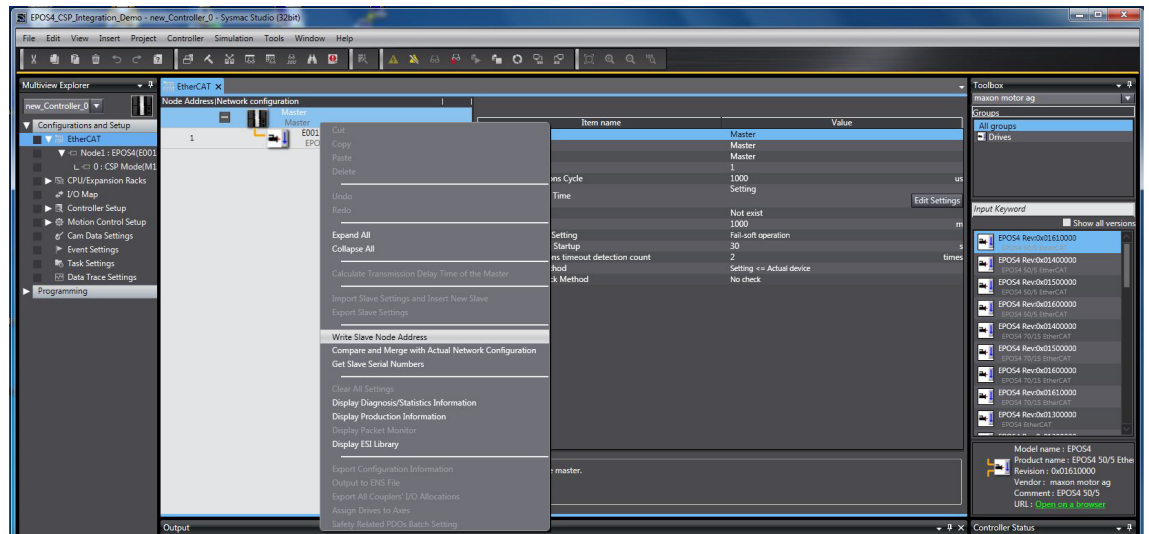 EPOS4_CSP_Integration_Demo - new_Controller_0 - Sysmac Studio (32bit)
File Edit View Insert Project Controller Simulation Tools Window Help
Multiview Explorer
new_Controller_0
Configurations and Setup
EtherCAT
Node1 : EPOS4(E001
0 : CSP Mode(M1
CPU/Expansion Racks
I/O Map
Controller Setup
Motion Control Setup
Cam Data Settings
Event Settings
Task Settings
Data Trace Settings
Programming
EtherCAT
Node Address|Network configuration
Master
Master
1
E001
EPO
Cut
Copy
Paste
Delete
Undo
Redo
Expand All
Collapse All
Calculate Transmission Delay Time of the Master
Import Slave Settings and Insert New Slave
Export Slave Settings
Write Slave Node Address
Compare and Merge with Actual Network Configuration
Get Slave Serial Numbers
Clear All Settings
Display Diagnosis/Statistics Information
Display Production Information
Display Packet Monitor
Display ESI Library
Export Configuration Information
Output to ENS File
Export All Couplers' I/O Allocations
Assign Drives to Axes
Safety Related PDOs Batch Setting
Item name Value
Master
Master
Master
1
ons Cycle 1000 us
Time Setting
Edit Settings
Not exist
1000 m
Setting Fail-soft operation
Startup 30 s
ons timeout detection count 2 times
hod Setting <= Actual device
ck Method No check
e master.
Output
Toolbox
maxon motor ag
Groups
All groups
Drives
Input Keyword
Show all versions
EPOS4 Rev:0x01610000
EPOS4 50/5 EtherCAT
EPOS4 Rev:0x01400000
EPOS4 50/5 EtherCAT
EPOS4 Rev:0x01500000
EPOS4 50/5 EtherCAT
EPOS4 Rev:0x01600000
EPOS4 50/5 EtherCAT
EPOS4 Rev:0x01400000
EPOS4 70/15 EtherCAT
EPOS4 Rev:0x01500000
EPOS4 70/15 EtherCAT
EPOS4 Rev:0x01600000
EPOS4 70/15 EtherCAT
EPOS4 Rev:0x01610000
EPOS4 70/15 EtherCAT
EPOS4 Rev:0x01300000
EPOS4 EtherCAT
Model name : EPOS4
Product name : EPOS4 50/5 Ethe
Revision : 0x01610000
Vendor : maxon motor ag
Comment : EPOS4 50/5
URL : Open on a browser
Controller Status